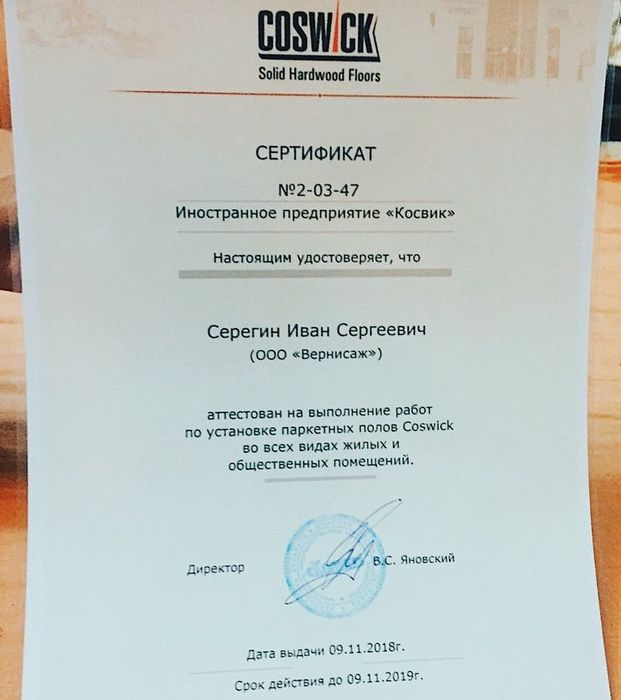 COSWICK
Solid Hardwood Floors
СЕРТИФИКАТ
№2-03-47
Иностранное предприятие «Косвик»
Настоящим удостоверяет, что
Серегин Иван Сергеевич
(ООО «Вернисаж»)
аттестован на выполнение работ
по установке паркетных полов Coswick
во всех видах жилых и
общественных помещений.
Директор В.С. Яновский
Дата выдачи 09.11.2018г.
Срок действия до 09.11.2019г.